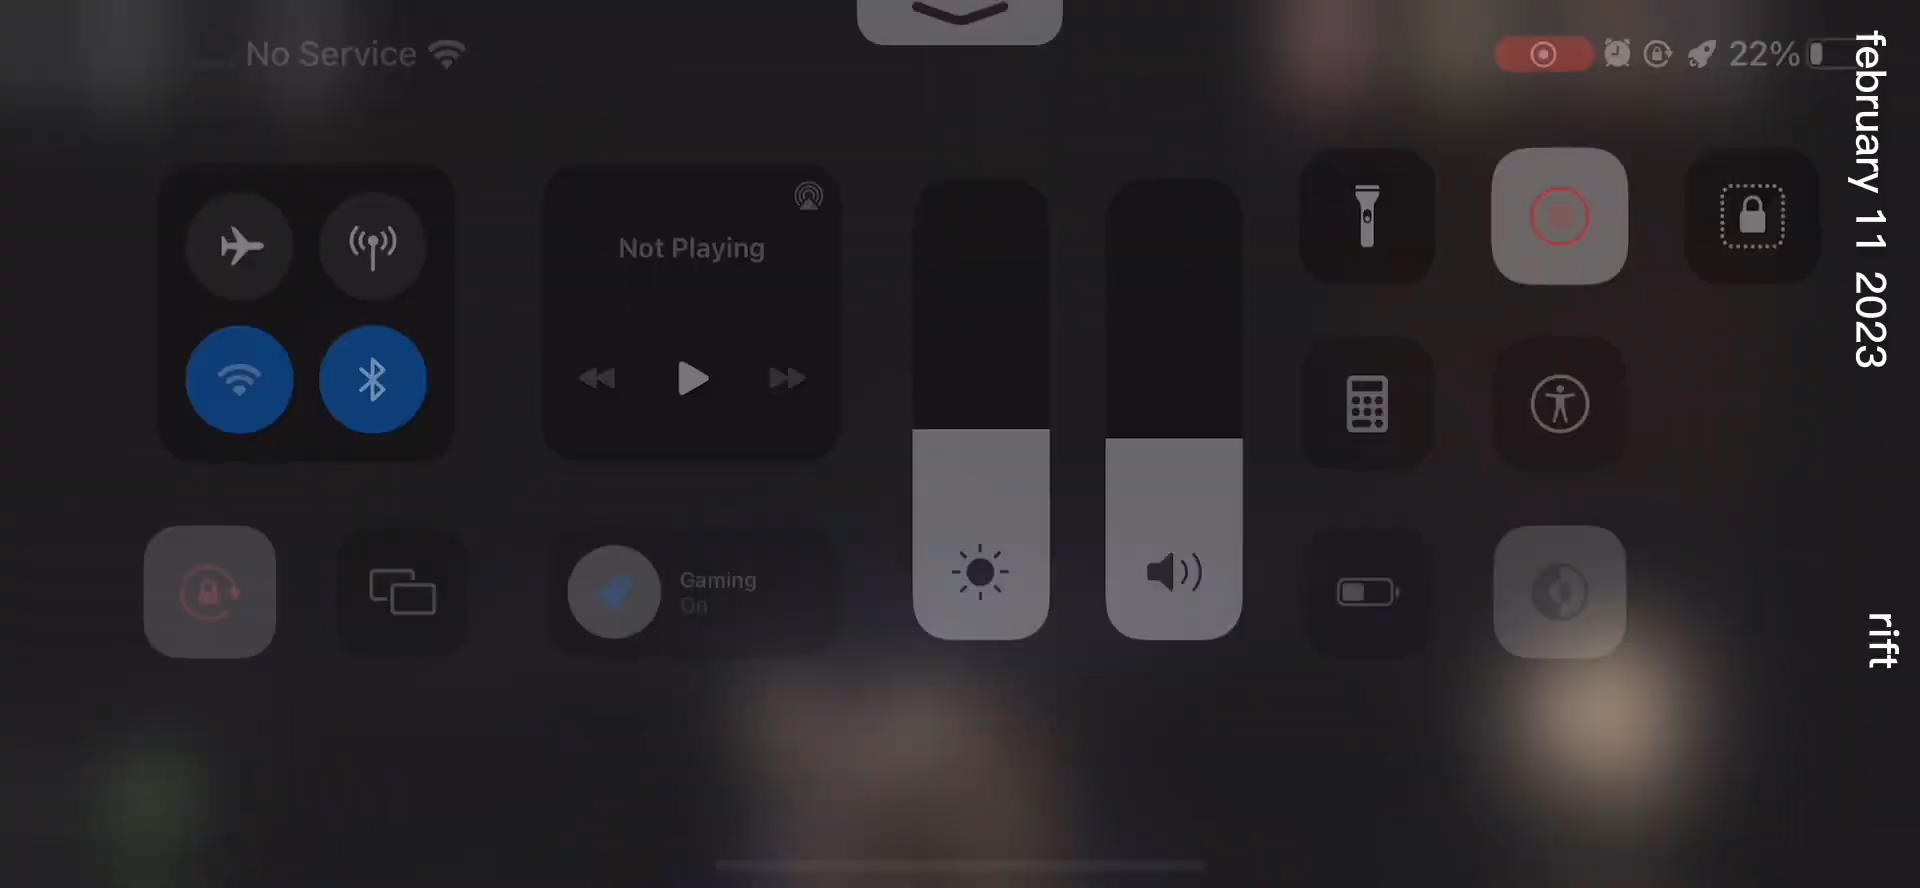 No Service
22%
Not Playing
Gaming
On
february 11 2023
rift